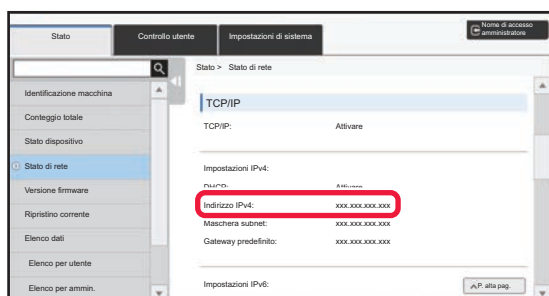 Stato
Controllo utente
Impostazioni di sistema
Nome di accesso
amministratore
Stato > Stato di rete
Identificazione macchina
Conteggio totale
Stato dispositivo
Stato di rete
Versione firmware
Ripristino corrente
Elenco dati
Elenco per utente
Elenco per ammin.
TCP/IP
TCP/IP: Attivare
Impostazioni IPv4:
DHCP: Attivare
Indirizzo IPv4: xxx.xxx.xxx.xxx
Maschera subnet: xxx.xxx.xxx.xxx
Gateway predefinito: xxx.xxx.xxx.xxx
Impostazioni IPv6:
P. alta pag.